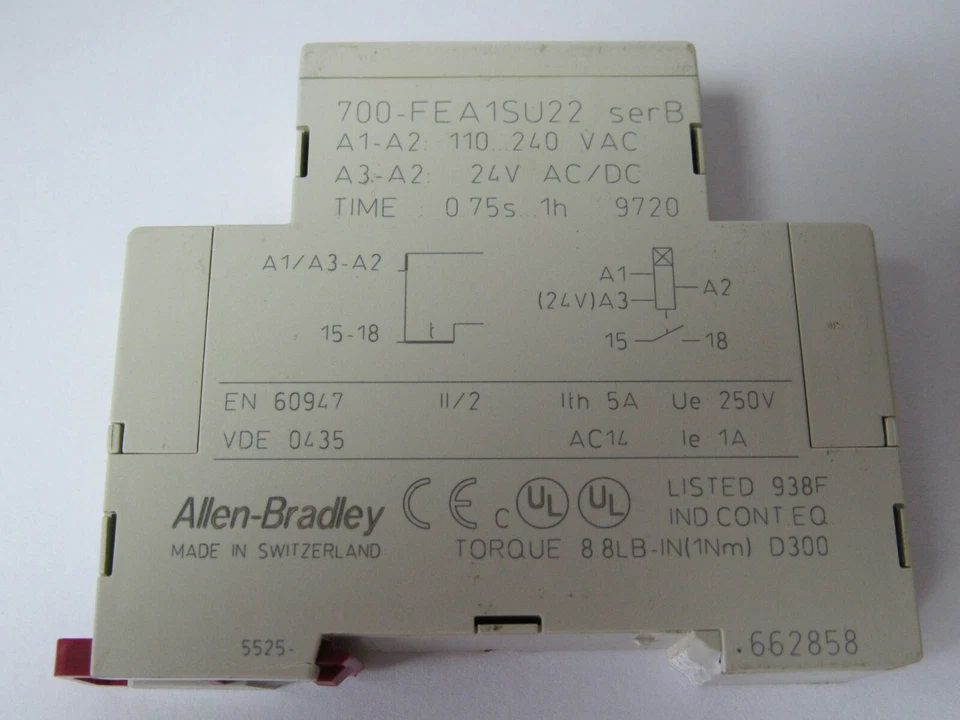 700-FEA1SU22 serB
A1-A2: 110...240 VAC
A3-A2: 24V AC/DC
TIME : 0.75s...1h 9720
A1/A3-A2
15-18 t
A1
A2
(24V)A3
15 18
EN 60947 II/2 Ith 5A Ue 250V
VDE 0435 AC14 Ie 1A
Allen-Bradley CE c UL UL LISTED 938F
IND.CONT.EQ.
MADE IN SWITZERLAND TORQUE 8.8LB-IN(1Nm) D300
5525- .662858